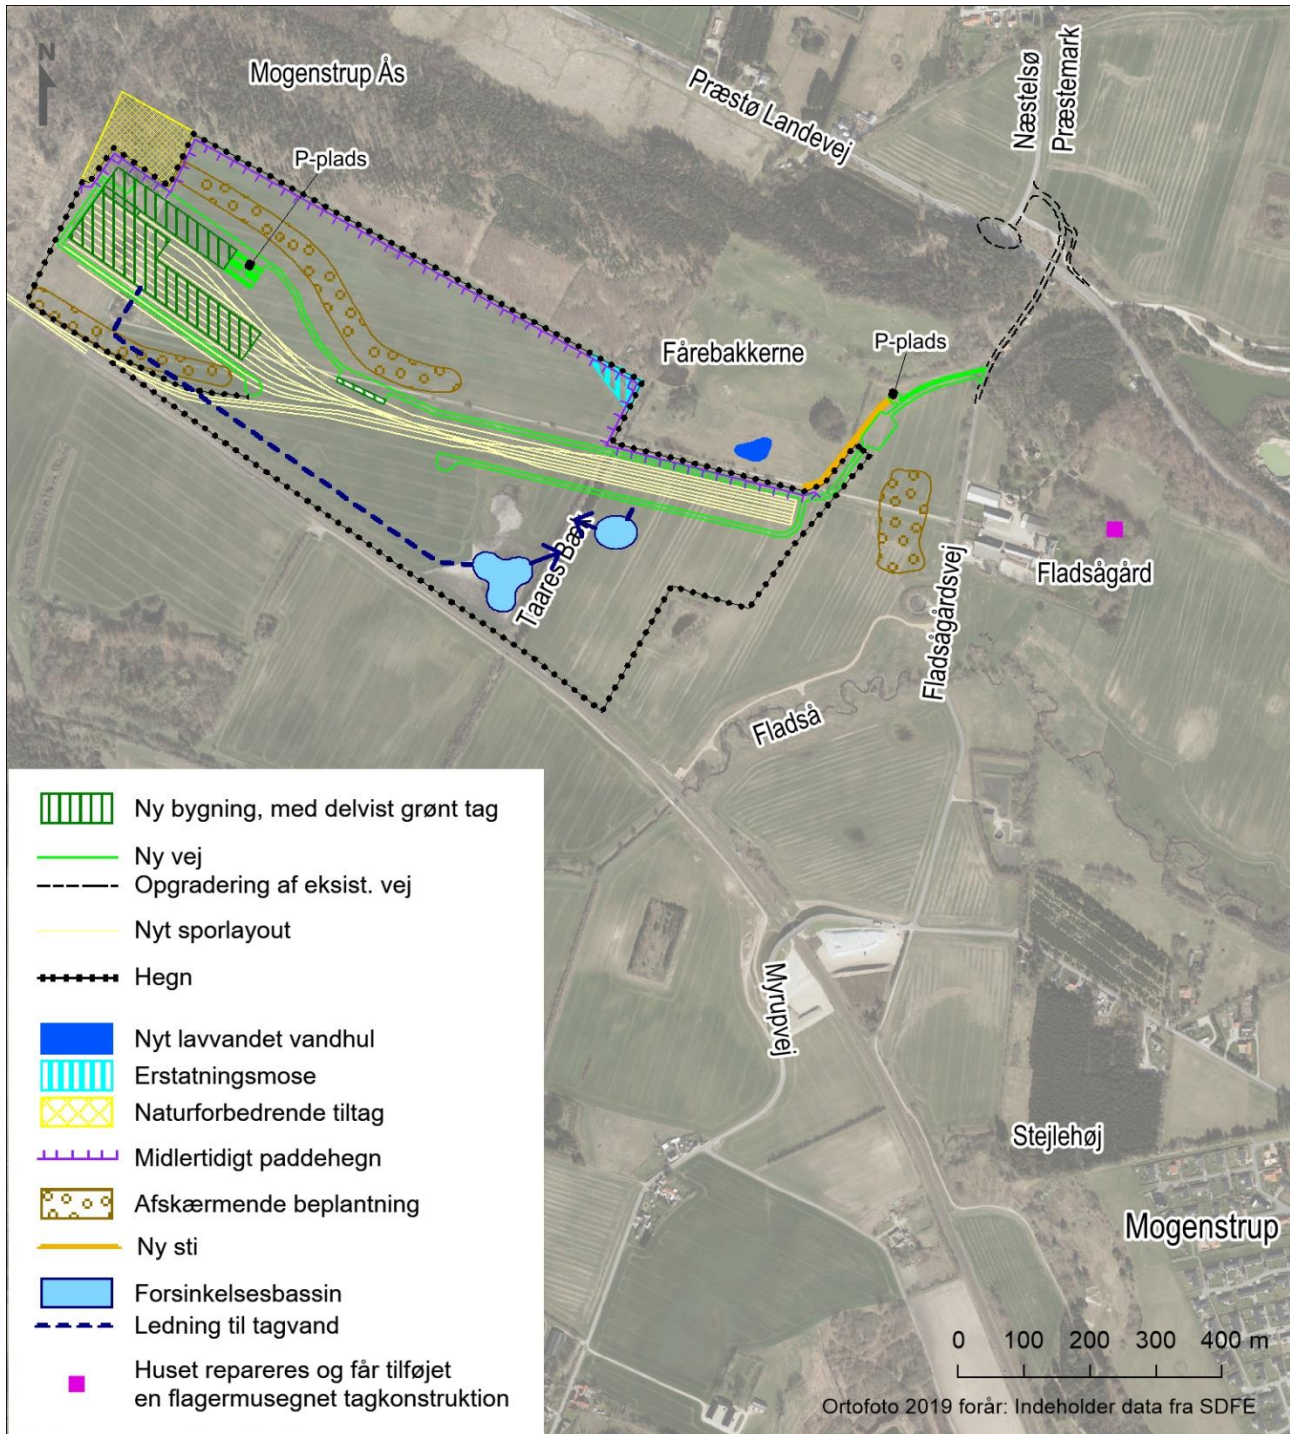 N
Mogenstrup Ås
P-plads
Præstø Landevej
Næstelsø
Præstemark
Fårebakkerne
P-plads
Taares Bæk
Fladsågård
Fladsågårdsvej
Fladså
Myrupvej
Stejlehøj
Mogenstrup
Ny bygning, med delvist grønt tag
Ny vej
Opgradering af eksist. vej
Nyt sporlayout
Hegn
Nyt lavvandet vandhul
Erstatningsmose
Naturforbedrende tiltag
Midlertidigt paddehegn
Afskærmende beplantning
Ny sti
Forsinkelsesbassin
Ledning til tagvand
Huset repareres og får tilføjet
en flagermusegnet tagkonstruktion
0 100 200 300 400 m
Ortofoto 2019 forår: Indeholder data fra SDFE